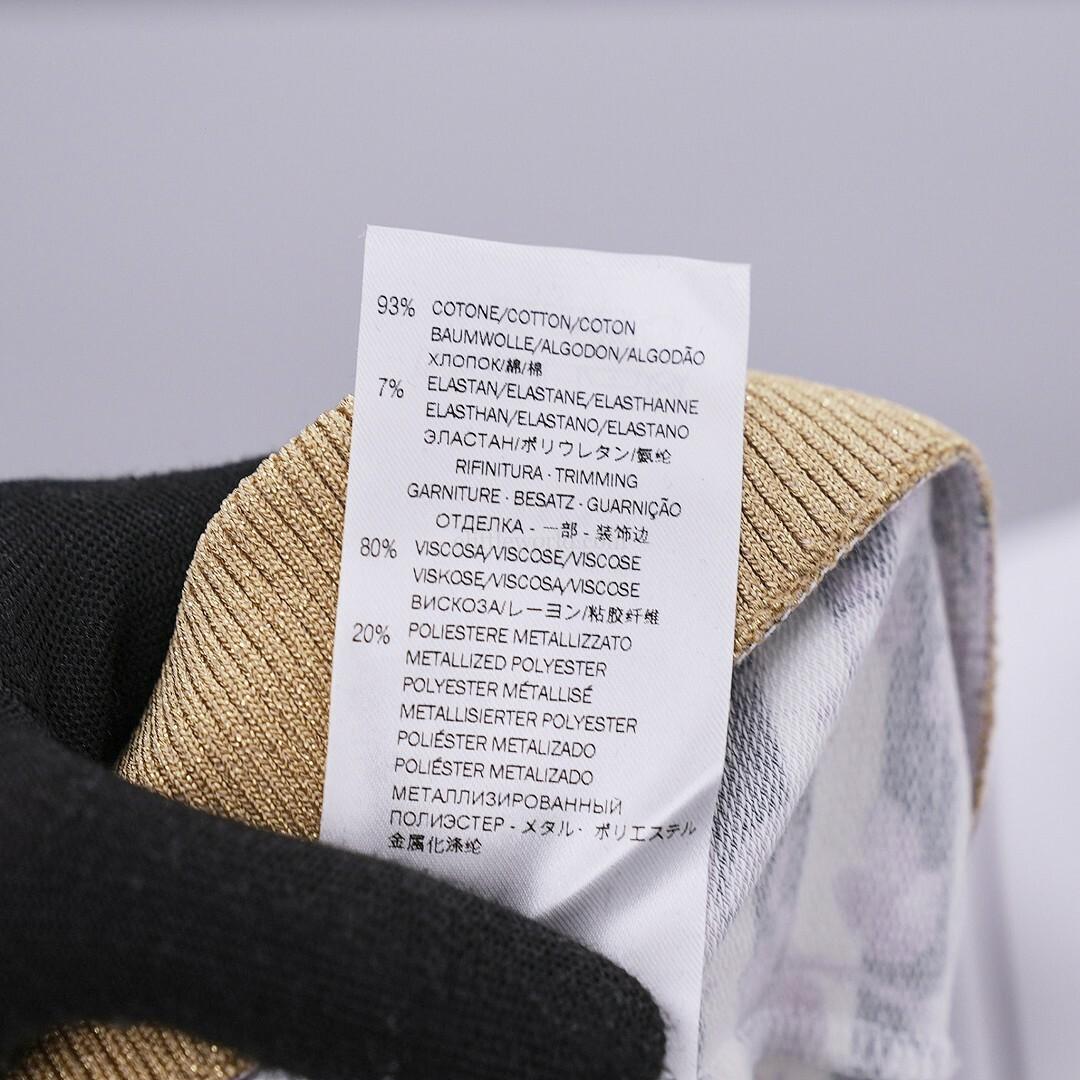 93% COTONE/COTTON/COTON
BAUMWOLLE/ALGODON/ALGODÃO
ХЛОПОК/綿/棉
7% ELASTAN/ELASTANE/ELASTHANNE
ELASTHAN/ELASTANO/ELASTANO
ЭЛАСТАН/ポリウレタン/氨纶
RIFINITURA · TRIMMING
GARNITURE · BESATZ · GUARNIÇÃO
ОТДЕЛКА - 一部 - 装饰边
80% VISCOSA/VISCOSE/VISCOSE
VISKOSE/VISCOSA/VISCOSE
ВИСКОЗА/レーヨン/粘胶纤维
20% POLIESTERE METALLIZZATO
METALLIZED POLYESTER
POLYESTER MÉTALLISÉ
METALLISIERTER POLYESTER
POLIÉSTER METALIZADO
POLIÉSTER METALIZADO
МЕТАЛЛИЗИРОВАННЫЙ
ПОЛИЭСТЕР - メタル · ポリエステル
金属化涤纶